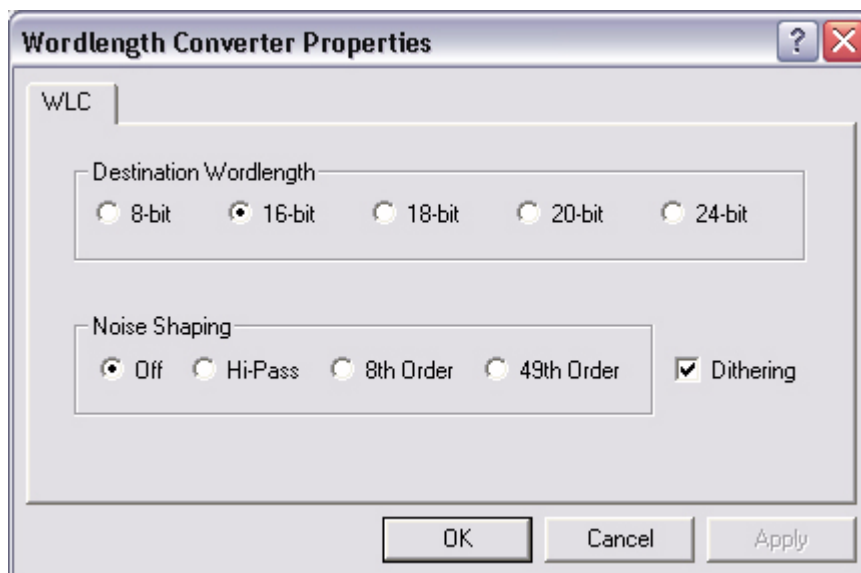 Wordlength Converter Properties
WLC
Destination Wordlength
8-bit 16-bit 18-bit 20-bit 24-bit
Noise Shaping
Off Hi-Pass 8th Order 49th Order Dithering
OK Cancel Apply